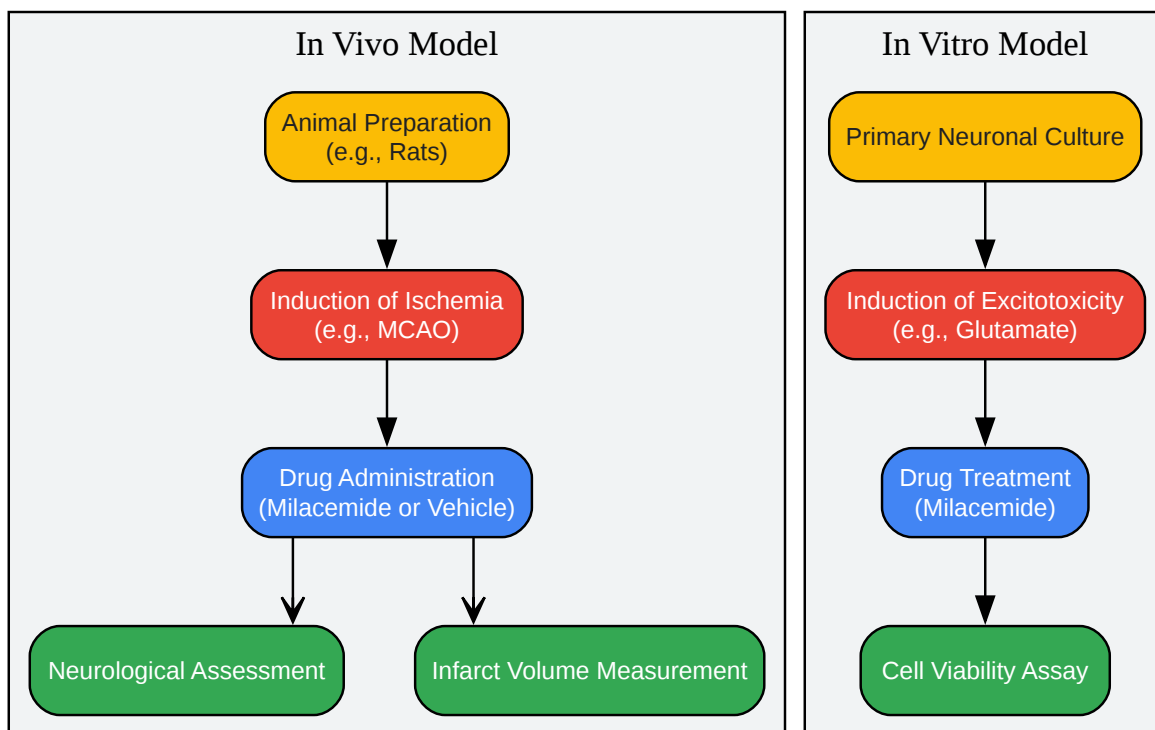 In Vivo Model
Animal Preparation
(e.g., Rats)
Induction of Ischemia
(e.g., MCAO)
Drug Administration
(Milacemide or Vehicle)
Neurological Assessment
Infarct Volume Measurement
In Vitro Model
Primary Neuronal Culture
Induction of Excitotoxicity
(e.g., Glutamate)
Drug Treatment
(Milacemide)
Cell Viability Assay